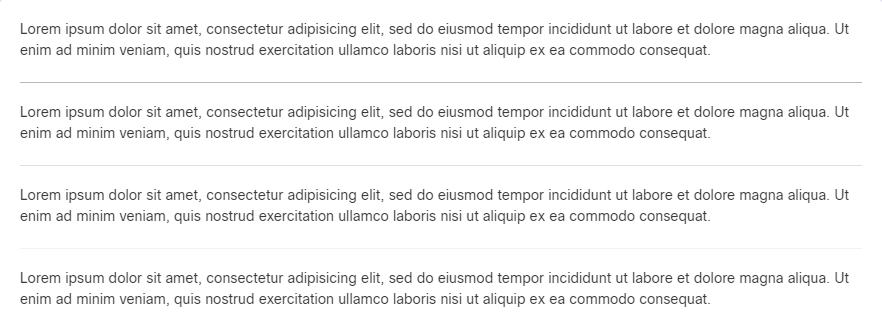 Lorem ipsum dolor sit amet, consectetur adipisicing elit, sed do eiusmod tempor incididunt ut labore et dolore magna aliqua. Ut
enim ad minim veniam, quis nostrud exercitation ullamco laboris nisi ut aliquip ex ea commodo consequat.
Lorem ipsum dolor sit amet, consectetur adipisicing elit, sed do eiusmod tempor incididunt ut labore et dolore magna aliqua. Ut
enim ad minim veniam, quis nostrud exercitation ullamco laboris nisi ut aliquip ex ea commodo consequat.
Lorem ipsum dolor sit amet, consectetur adipisicing elit, sed do eiusmod tempor incididunt ut labore et dolore magna aliqua. Ut
enim ad minim veniam, quis nostrud exercitation ullamco laboris nisi ut aliquip ex ea commodo consequat.
Lorem ipsum dolor sit amet, consectetur adipisicing elit, sed do eiusmod tempor incididunt ut labore et dolore magna aliqua. Ut
enim ad minim veniam, quis nostrud exercitation ullamco laboris nisi ut aliquip ex ea commodo consequat.